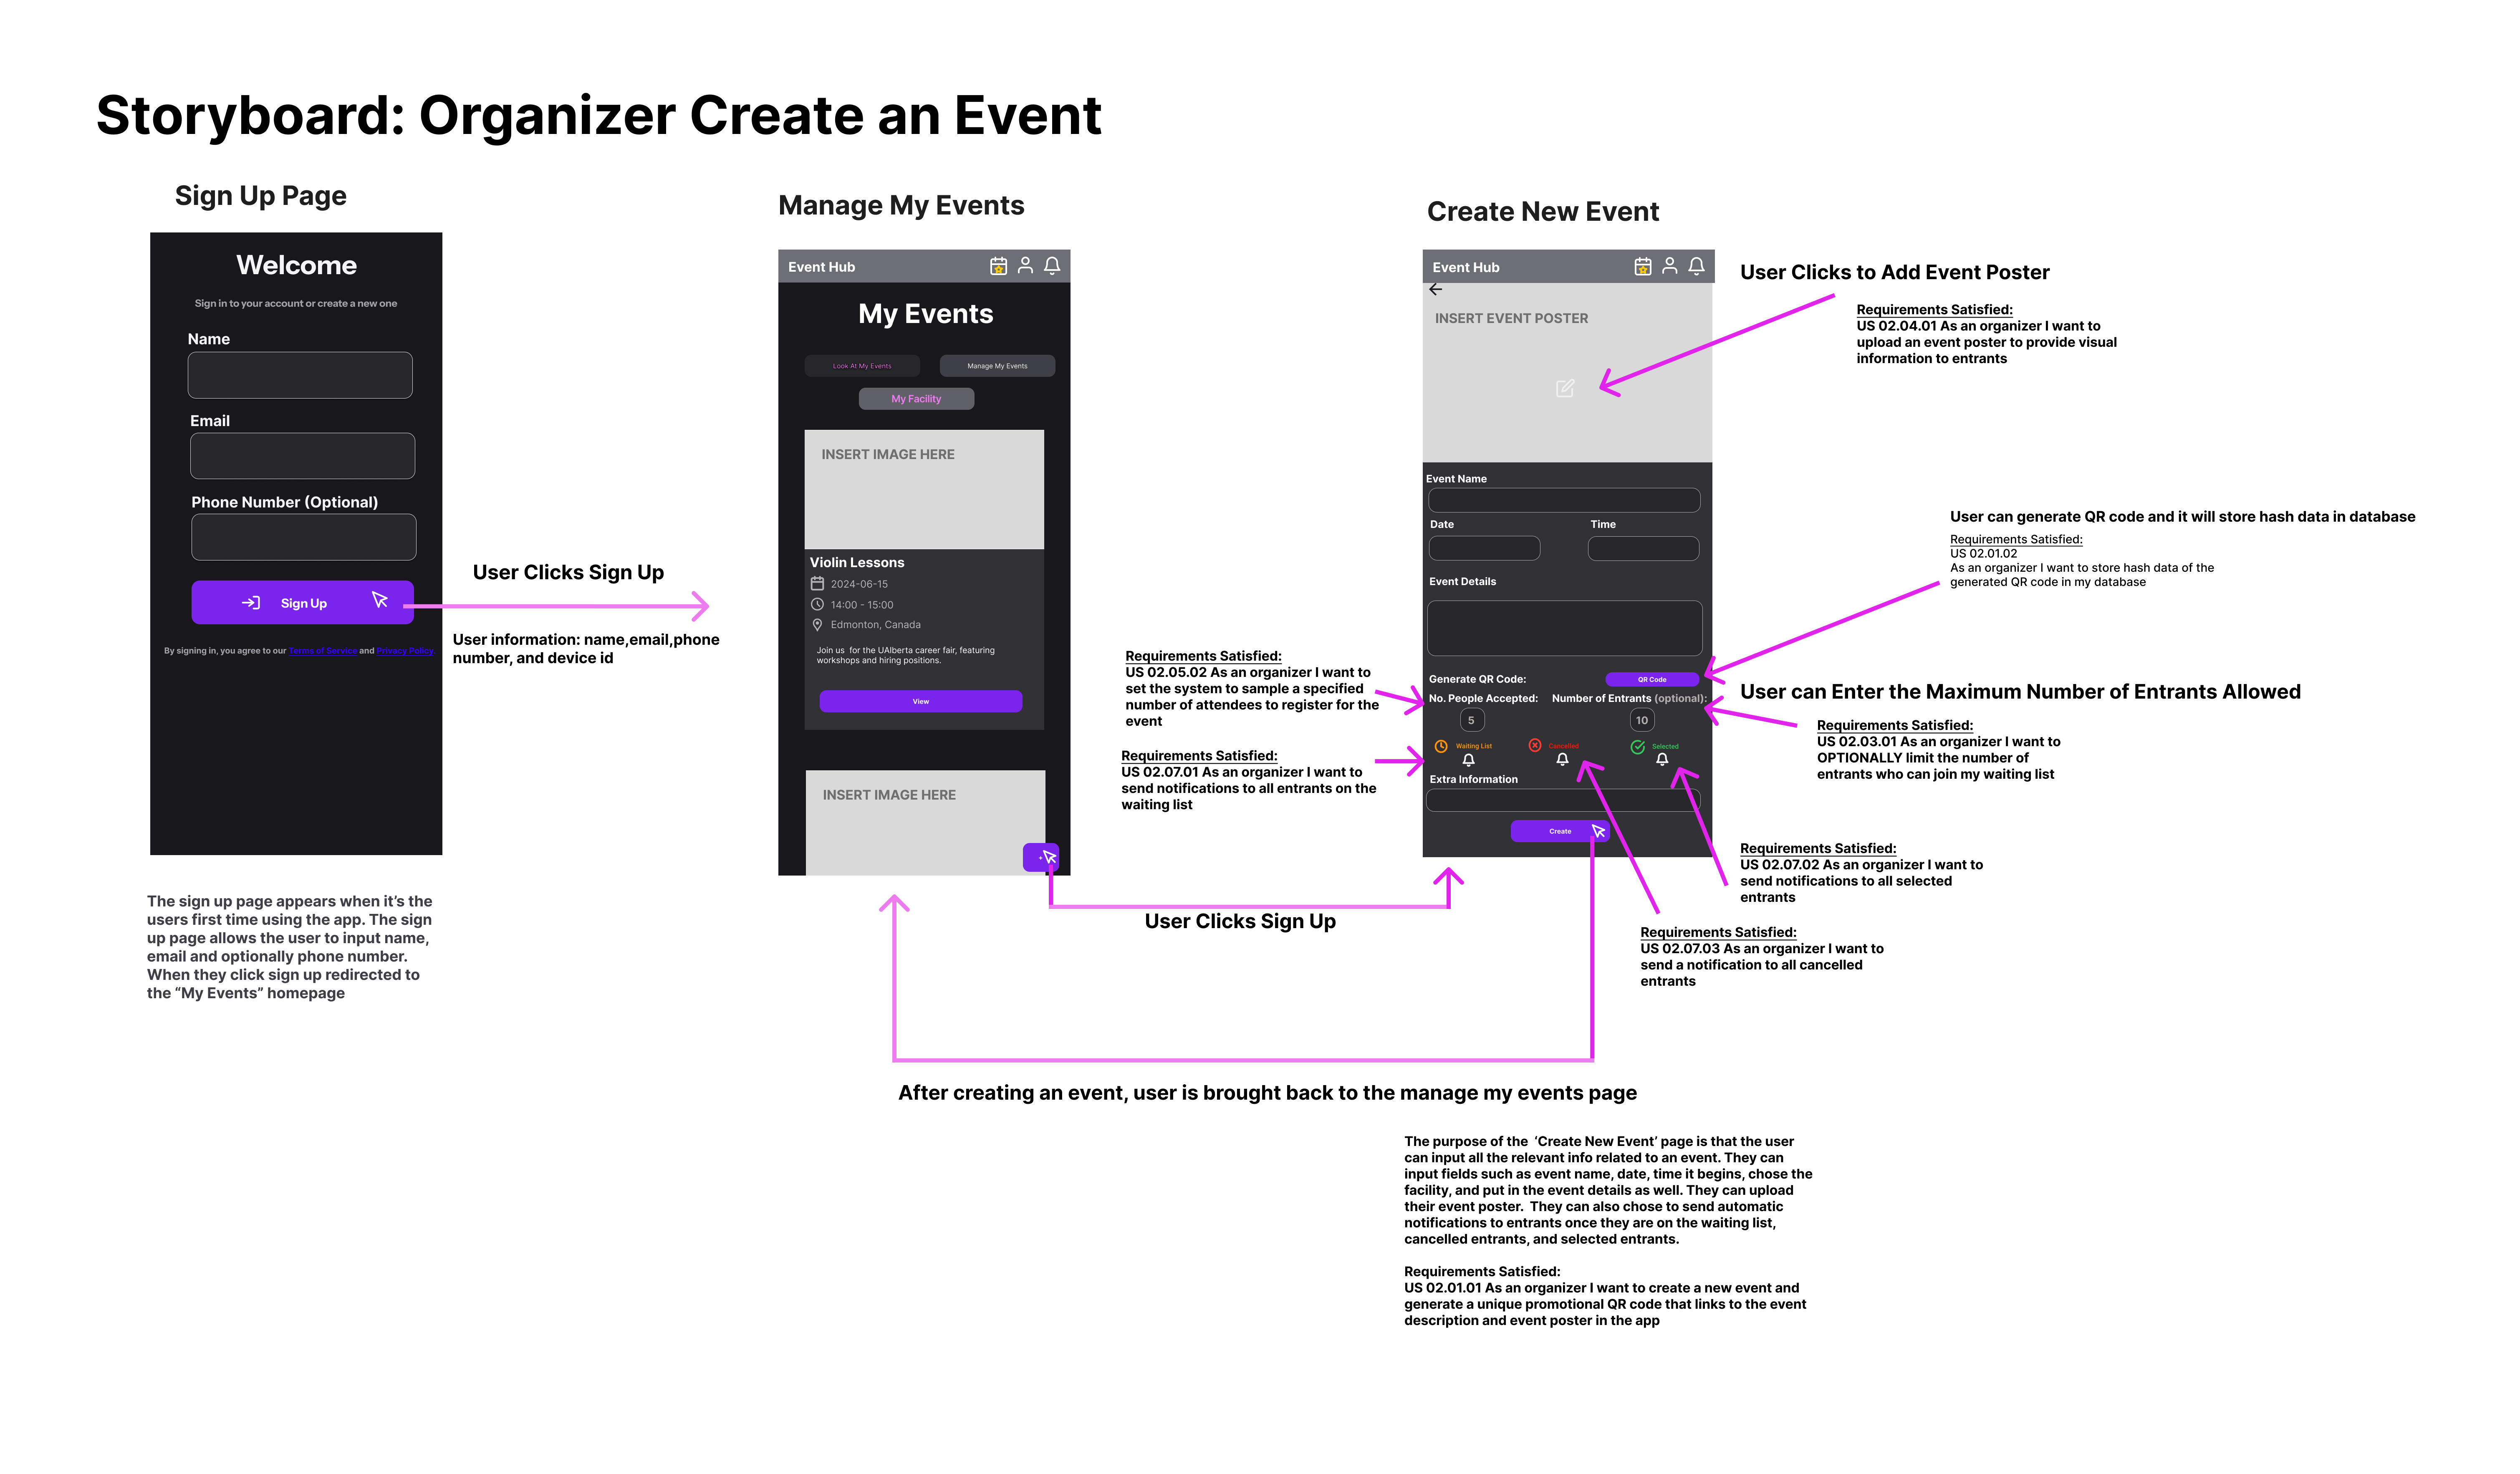 Storyboard: Organizer Create an Event
Sign Up Page
Welcome
Sign in to your account or create a new one
Name
Email
Phone Number (Optional)
Sign Up
By signing in, you agree to our Terms of Service and Privacy Policy.
The sign up page appears when it’s the
users first time using the app. The sign
up page allows the user to input name,
email and optionally phone number.
When they click sign up redirected to
the “My Events” homepage
User Clicks Sign Up
User information: name,email,phone
number, and device id
Manage My Events
Event Hub
My Events
Look At My Events
Manage My Events
My Facility
INSERT IMAGE HERE
Violin Lessons
2024-06-15
14:00 - 15:00
Edmonton, Canada
Join us  for the UAlberta career fair, featuring
workshops and hiring positions.
View
INSERT IMAGE HERE
+
User Clicks Sign Up
Requirements Satisfied:
US 02.05.02 As an organizer I want to
set the system to sample a specified
number of attendees to register for the
event
Requirements Satisfied:
US 02.07.01 As an organizer I want to
send notifications to all entrants on the
waiting list
Create New Event
Event Hub
INSERT EVENT POSTER
Event Name
Date
Time
Event Details
Generate QR Code:
QR Code
No. People Accepted:
Number of Entrants (optional):
5
10
Waiting List
Cancelled
Selected
Extra Information
Create
User Clicks to Add Event Poster
Requirements Satisfied:
US 02.04.01 As an organizer I want to
upload an event poster to provide visual
information to entrants
User can generate QR code and it will store hash data in database
Requirements Satisfied:
US 02.01.02
As an organizer I want to store hash data of the
generated QR code in my database
User can Enter the Maximum Number of Entrants Allowed
Requirements Satisfied:
US 02.03.01 As an organizer I want to
OPTIONALLY limit the number of
entrants who can join my waiting list
Requirements Satisfied:
US 02.07.02 As an organizer I want to
send notifications to all selected
entrants
Requirements Satisfied:
US 02.07.03 As an organizer I want to
send a notification to all cancelled
entrants
After creating an event, user is brought back to the manage my events page
The purpose of the  ‘Create New Event’ page is that the user
can input all the relevant info related to an event. They can
input fields such as event name, date, time it begins, chose the
facility, and put in the event details as well. They can upload
their event poster.  They can also chose to send automatic
notifications to entrants once they are on the waiting list,
cancelled entrants, and selected entrants.
Requirements Satisfied:
US 02.01.01 As an organizer I want to create a new event and
generate a unique promotional QR code that links to the event
description and event poster in the app